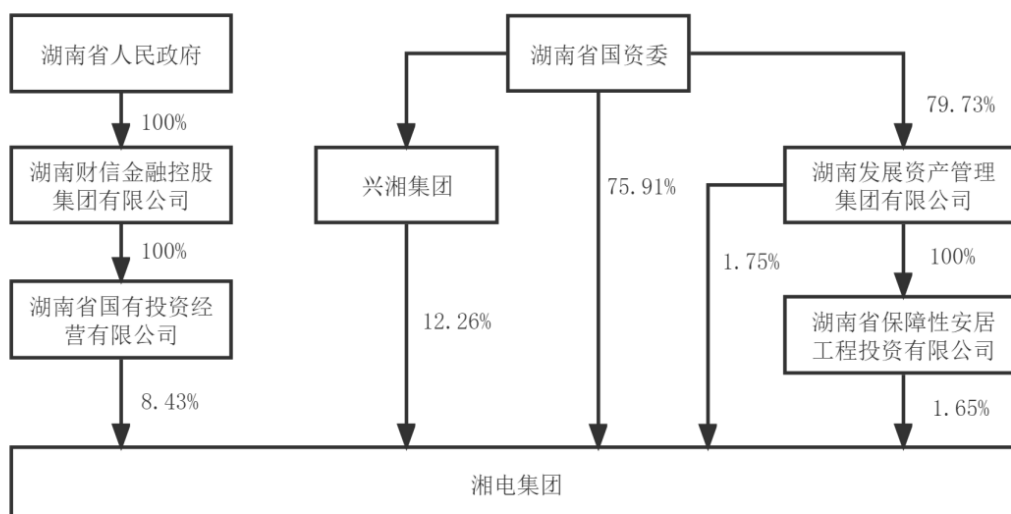 湖南省人民政府
湖南省国资委
100%
79.73%
湖南财信金融控股
集团有限公司
兴湘集团
75.91%
湖南发展资产管理
集团有限公司
100%
1.75%
100%
湖南省国有投资经
营有限公司
12.26%
湖南省保障性安居
工程投资有限公司
8.43%
1.65%
湘电集团